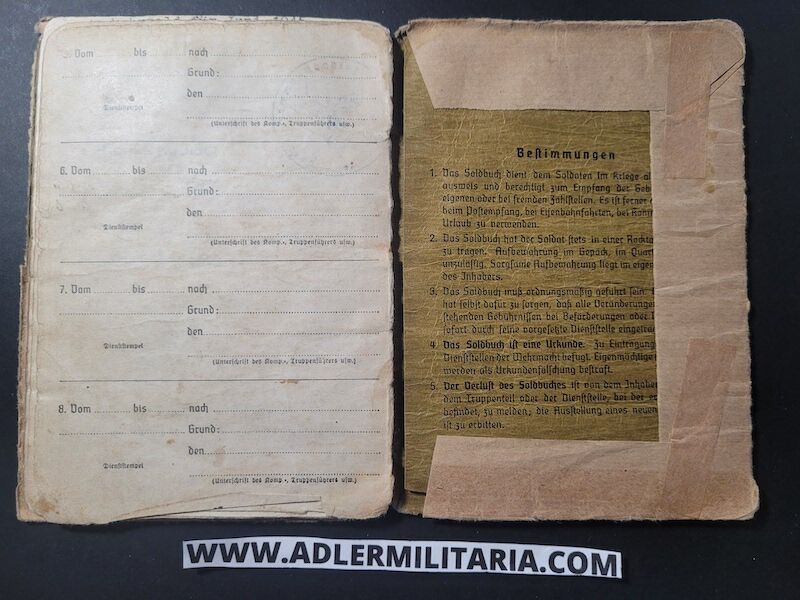 5. Vom bis nach
Grund:
den
Dienststempel
(Unterschrift des Komp.-, Truppenführers usw.)
6. Vom bis nach
Grund:
den
Dienststempel
(Unterschrift des Komp.-, Truppenführers usw.)
7. Vom bis nach
Grund:
den
Dienststempel
(Unterschrift des Komp.-, Truppenführers usw.)
8. Vom bis nach
Grund:
den
Dienststempel
(Unterschrift des Komp.-, Truppenführers usw.)
Bestimmungen
1. Das Soldbuch dient dem Soldaten im Kriege al
ausweis und berechtigt zum Empfang der Geb
eigenen oder bei fremden Zahlstellen. Es ist ferner
beim Postempfang, bei Eisenbahnfahrten, bei
Urlaub zu verwenden.
2. Das Soldbuch hat der Soldat stets in einer Rockta
zu tragen. Aufbewahrung im Gepäck, im Quart
unzulässig. Sorgsame Aufbewahrung liegt im eigen
des Inhabers.
3. Das Soldbuch muß ordnungsmäßig geführt sein.
hat selbst dafür zu sorgen, daß alle Veränderungen
stehenden Gebührnissen bei Beförderungen oder
sofort durch seine vorgesetzte Dienststelle eingetra
4. Das Soldbuch ist eine Urkunde. Zu Eintragung
Dienststellen der Wehrmacht befugt. Eigenmächtige
werden als Urkundenfälschung bestraft.
5. Der Verlust des Soldbuches ist von dem Inhaber
dem Truppenteil oder der Dienststelle, bei der er
befindet, zu melden, die Ausstellung eines neuen
ist zu erbitten.
WWW.ADLERMILITARIA.COM